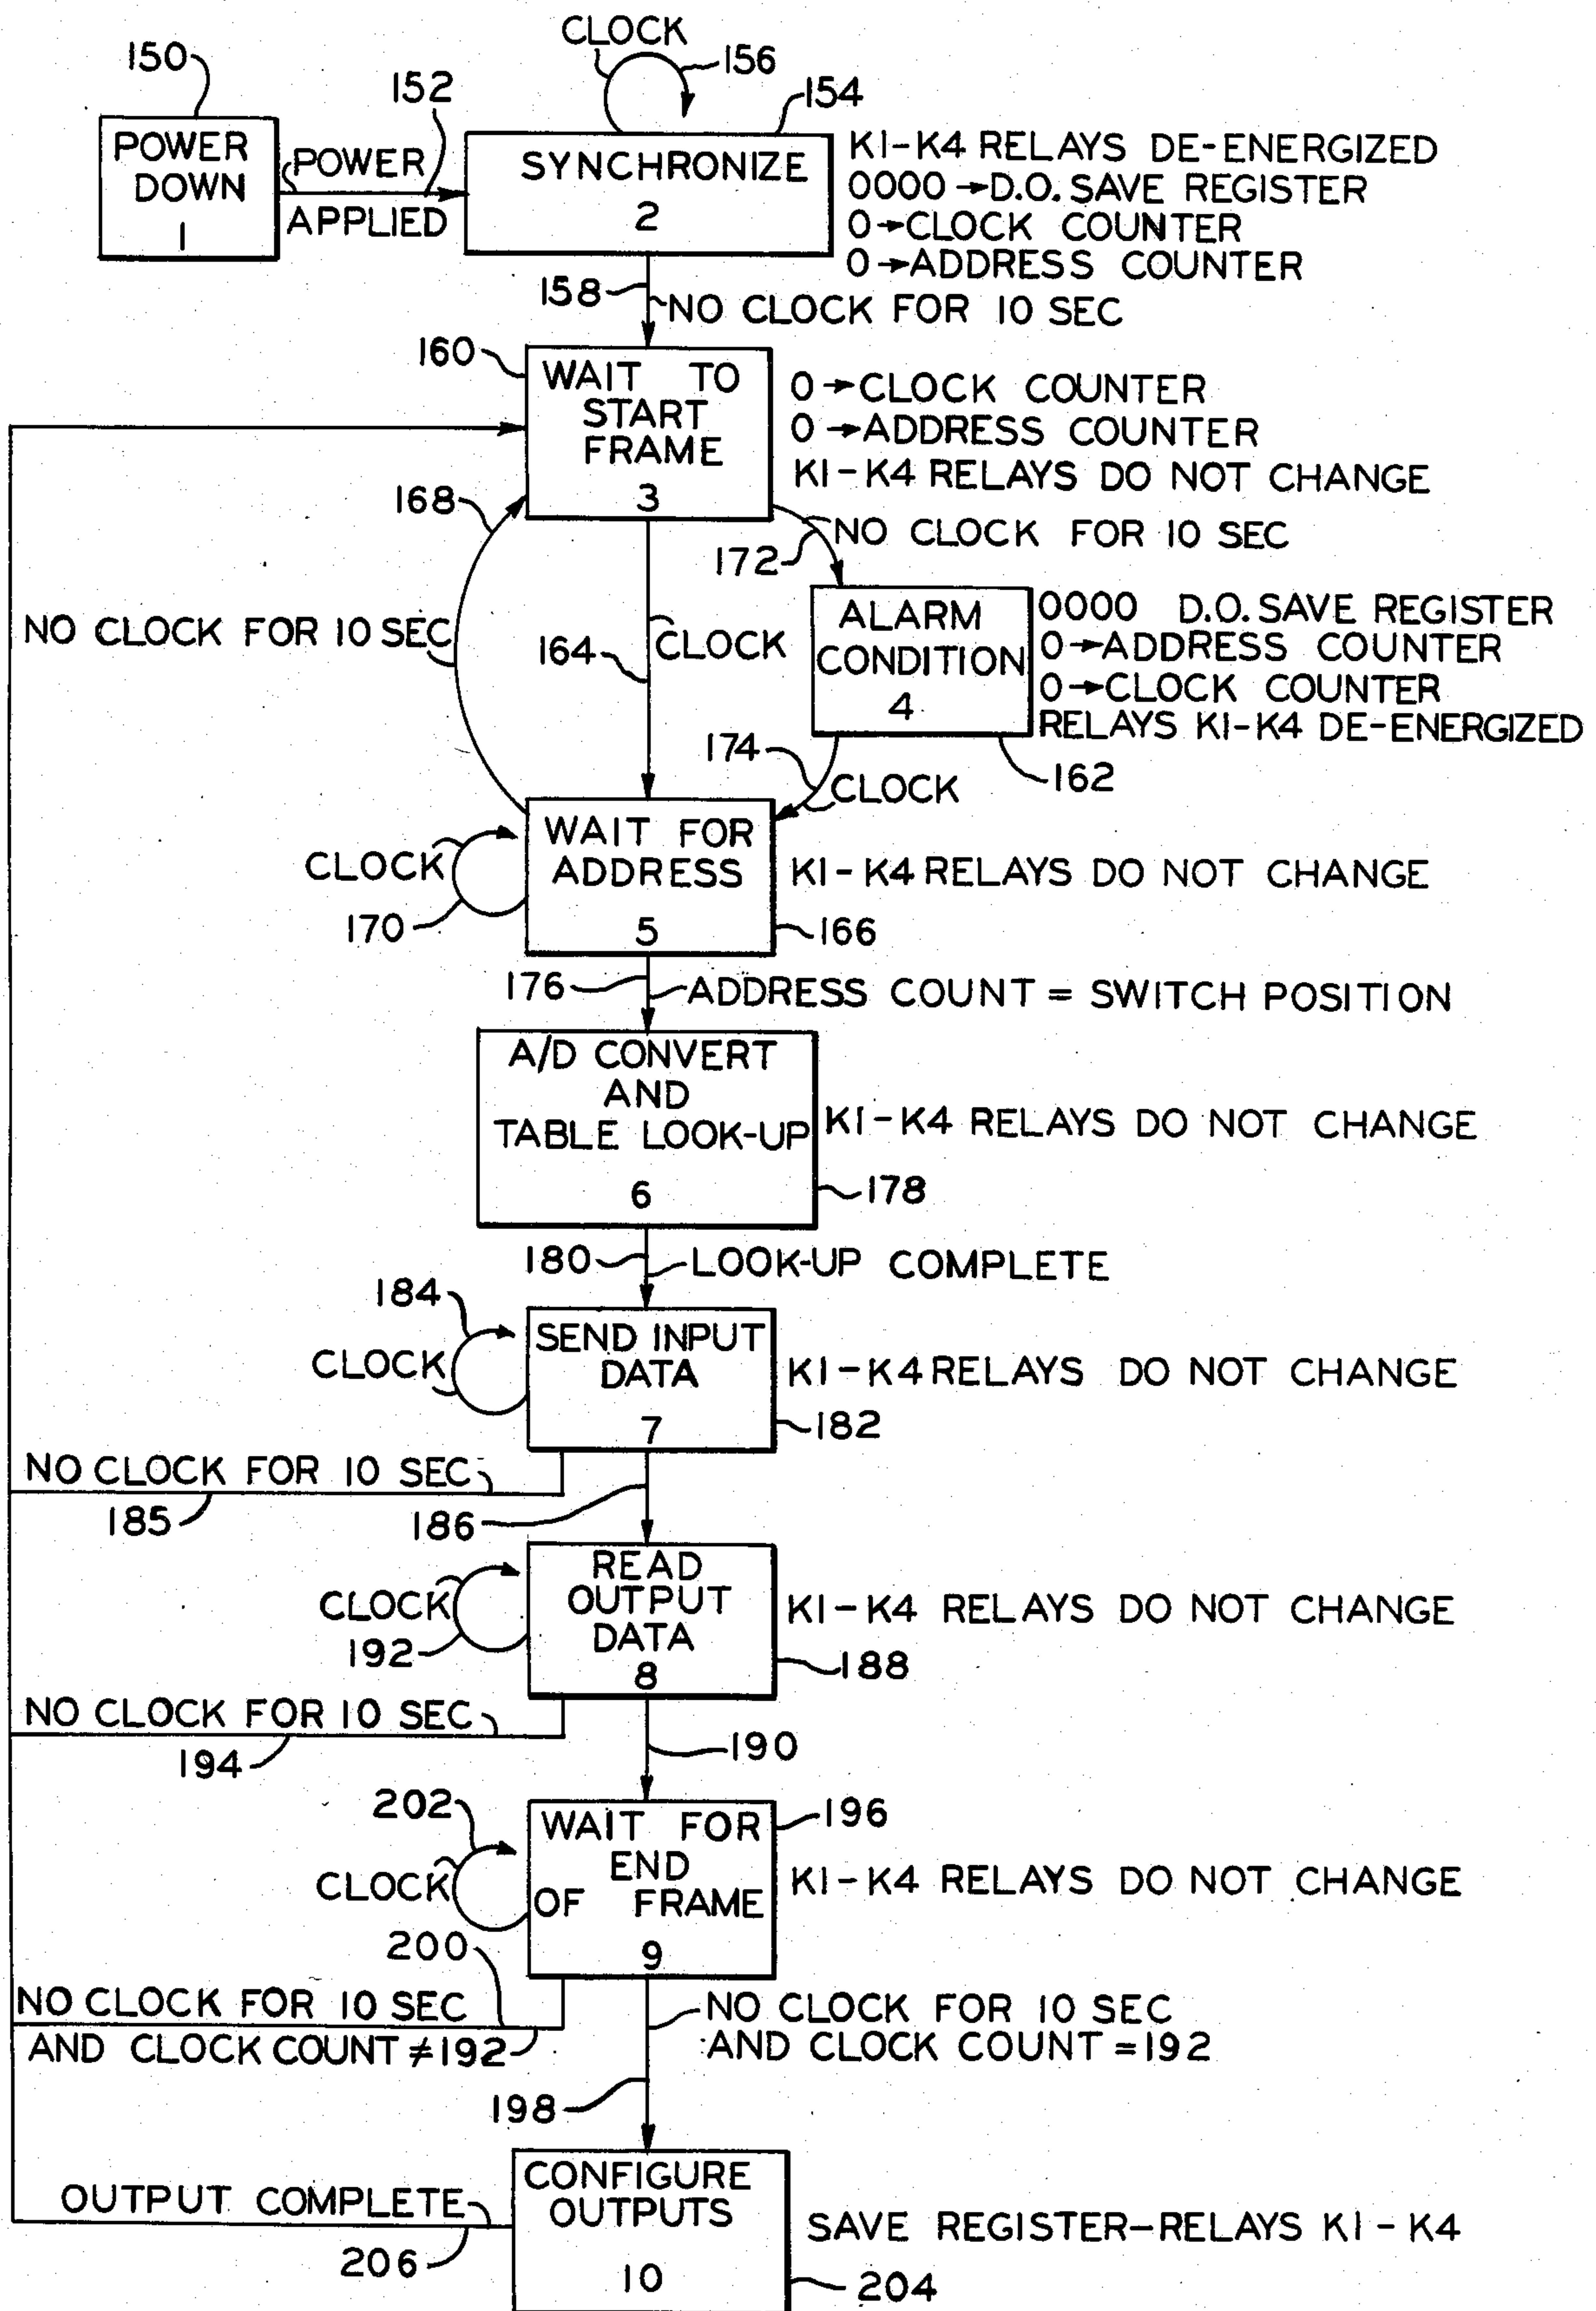 CLOCK
150
156
152
154
POWER
DOWN
1
POWER
APPLIED
SYNCHRONIZE
2
K1-K4 RELAYS DE-ENERGIZED
0000→D.O. SAVE REGISTER
0→CLOCK COUNTER
0→ADDRESS COUNTER
158
NO CLOCK FOR 10 SEC
160
WAIT TO
START
FRAME
3
0→CLOCK COUNTER
0→ADDRESS COUNTER
K1-K4 RELAYS DO NOT CHANGE
168
NO CLOCK FOR 10 SEC
172
NO CLOCK FOR 10 SEC
164
CLOCK
ALARM
CONDITION
4
0000 D.O. SAVE REGISTER
0→ADDRESS COUNTER
0→CLOCK COUNTER
RELAYS K1-K4 DE-ENERGIZED
174
CLOCK
162
CLOCK
170
WAIT FOR
ADDRESS
5
K1-K4 RELAYS DO NOT CHANGE
166
176
ADDRESS COUNT = SWITCH POSITION
A/D CONVERT
AND
TABLE LOOK-UP
6
K1-K4 RELAYS DO NOT CHANGE
178
180
LOOK-UP COMPLETE
184
CLOCK
SEND INPUT
DATA
7
K1-K4 RELAYS DO NOT CHANGE
182
NO CLOCK FOR 10 SEC
185
186
CLOCK
192
READ
OUTPUT
DATA
8
K1-K4 RELAYS DO NOT CHANGE
188
NO CLOCK FOR 10 SEC
194
190
202
CLOCK
WAIT FOR
END
OF FRAME
9
196
K1-K4 RELAYS DO NOT CHANGE
200
NO CLOCK FOR 10 SEC
AND CLOCK COUNT ≠192
NO CLOCK FOR 10 SEC
AND CLOCK COUNT =192
198
OUTPUT COMPLETE
206
CONFIGURE
OUTPUTS
10
SAVE REGISTER-RELAYS K1-K4
204